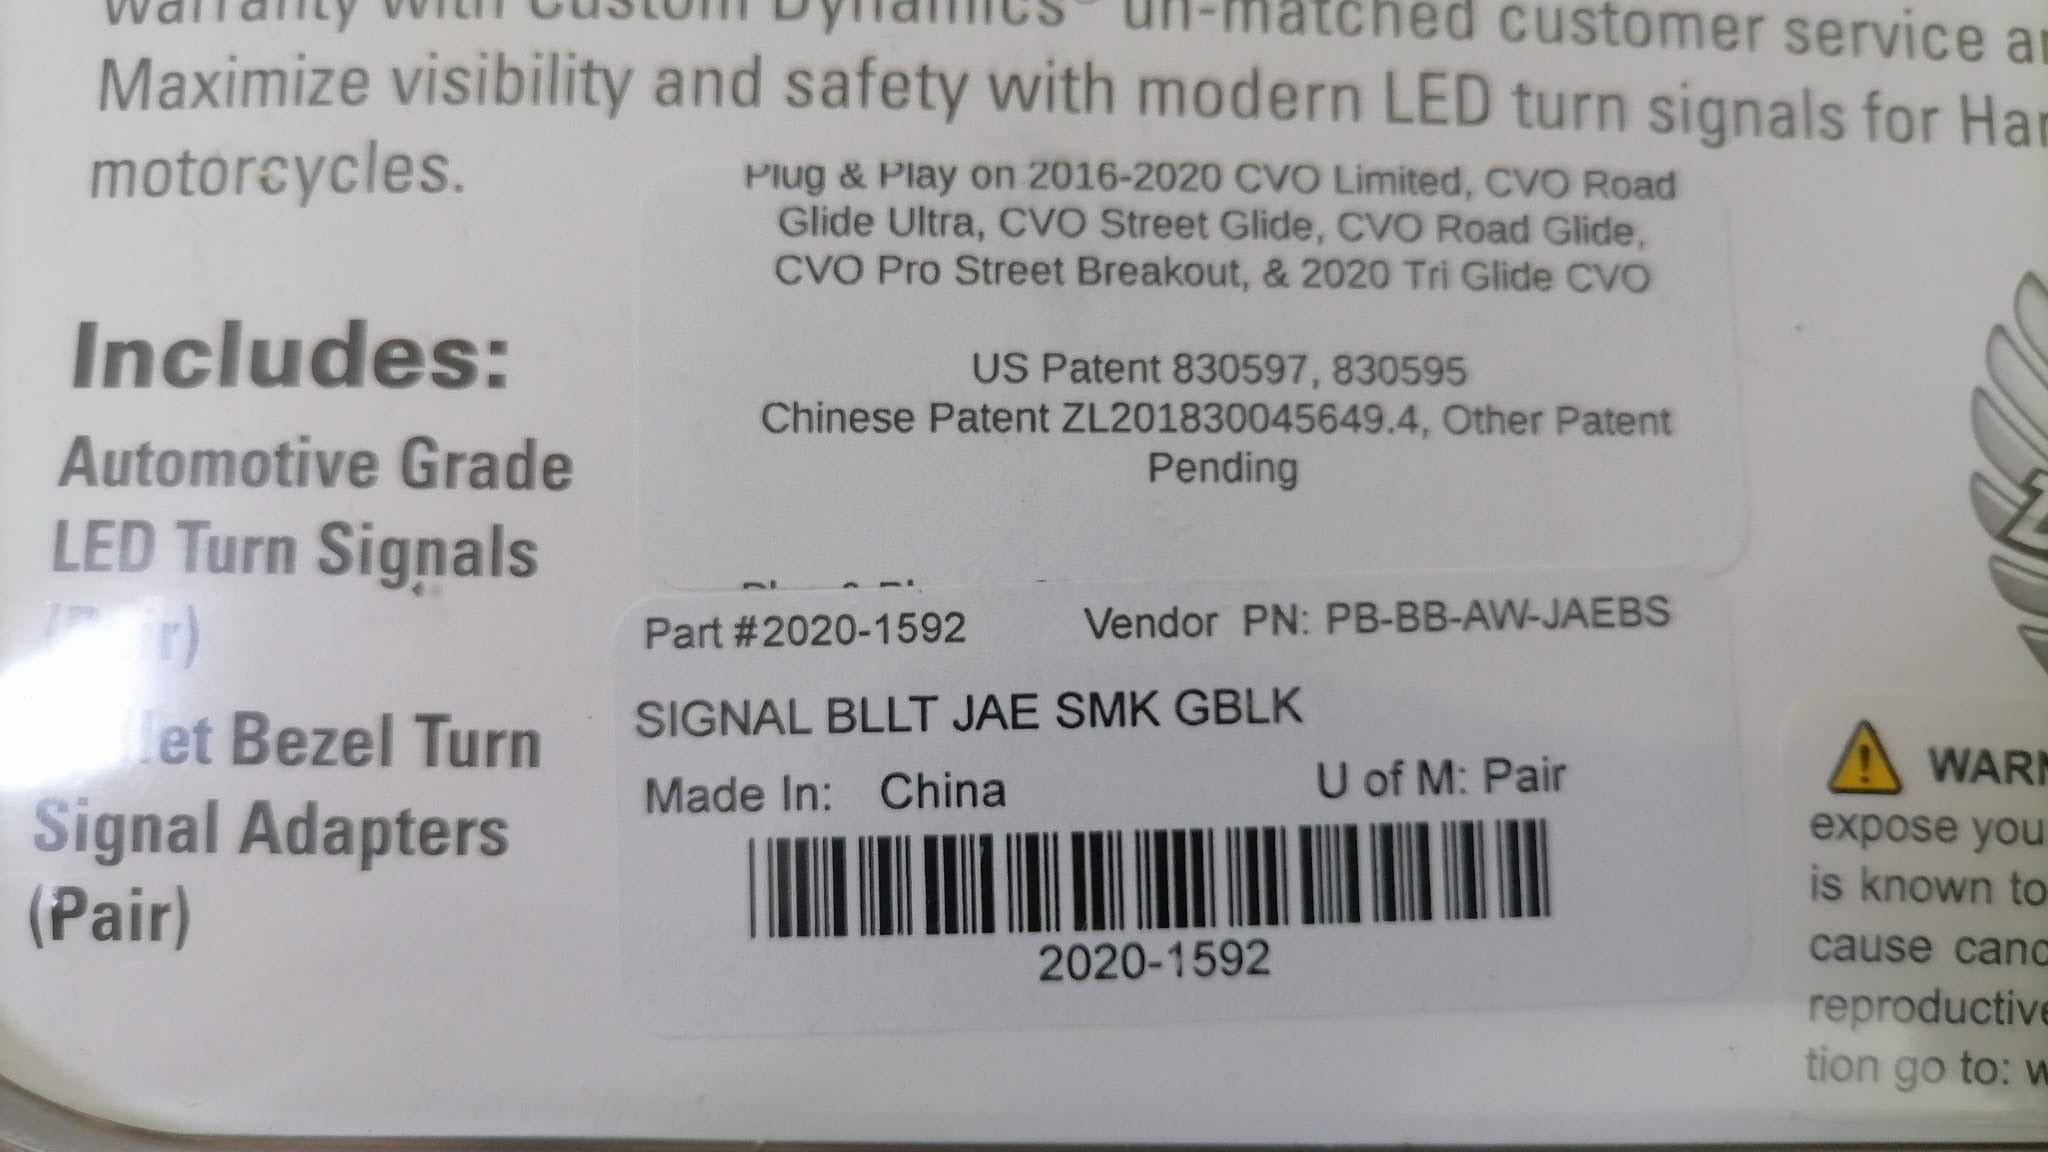 Warranty with Custom Dynamics® un-matched customer service
Maximize visibility and safety with modern LED turn signals for
motorcycles.
Plug & Play on 2016-2020 CVO Limited, CVO Road
Glide Ultra, CVO Street Glide, CVO Road Glide,
CVO Pro Street Breakout, & 2020 Tri Glide CVO
US Patent 830597, 830595
Chinese Patent ZL201830045649.4, Other Patent
Pending
Includes:
Automotive Grade
LED Turn Signals
Bezel Turn
Signal Adapters
(Pair)
Part #2020-1592 Vendor PN: PB-BB-AW-JAEBS
SIGNAL BLLT JAE SMK GBLK
Made In: China U of M: Pair
2020-1592
expose you
is known to
cause
tion go to: